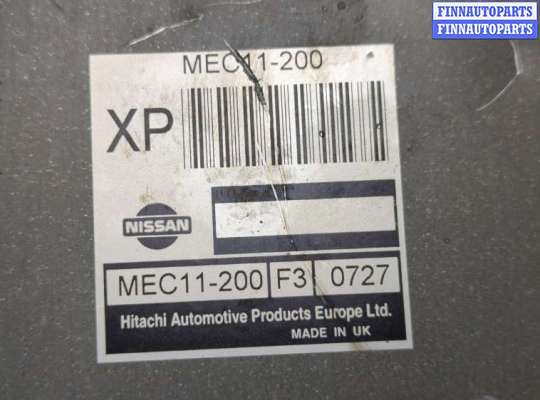 FINNAUTOPARTS
FINNAUTOPARTS
MEC11-200
XP
NISSAN
MEC11-200 F3 0727
Hitachi Automotive Products Europe Ltd.
MADE IN UK